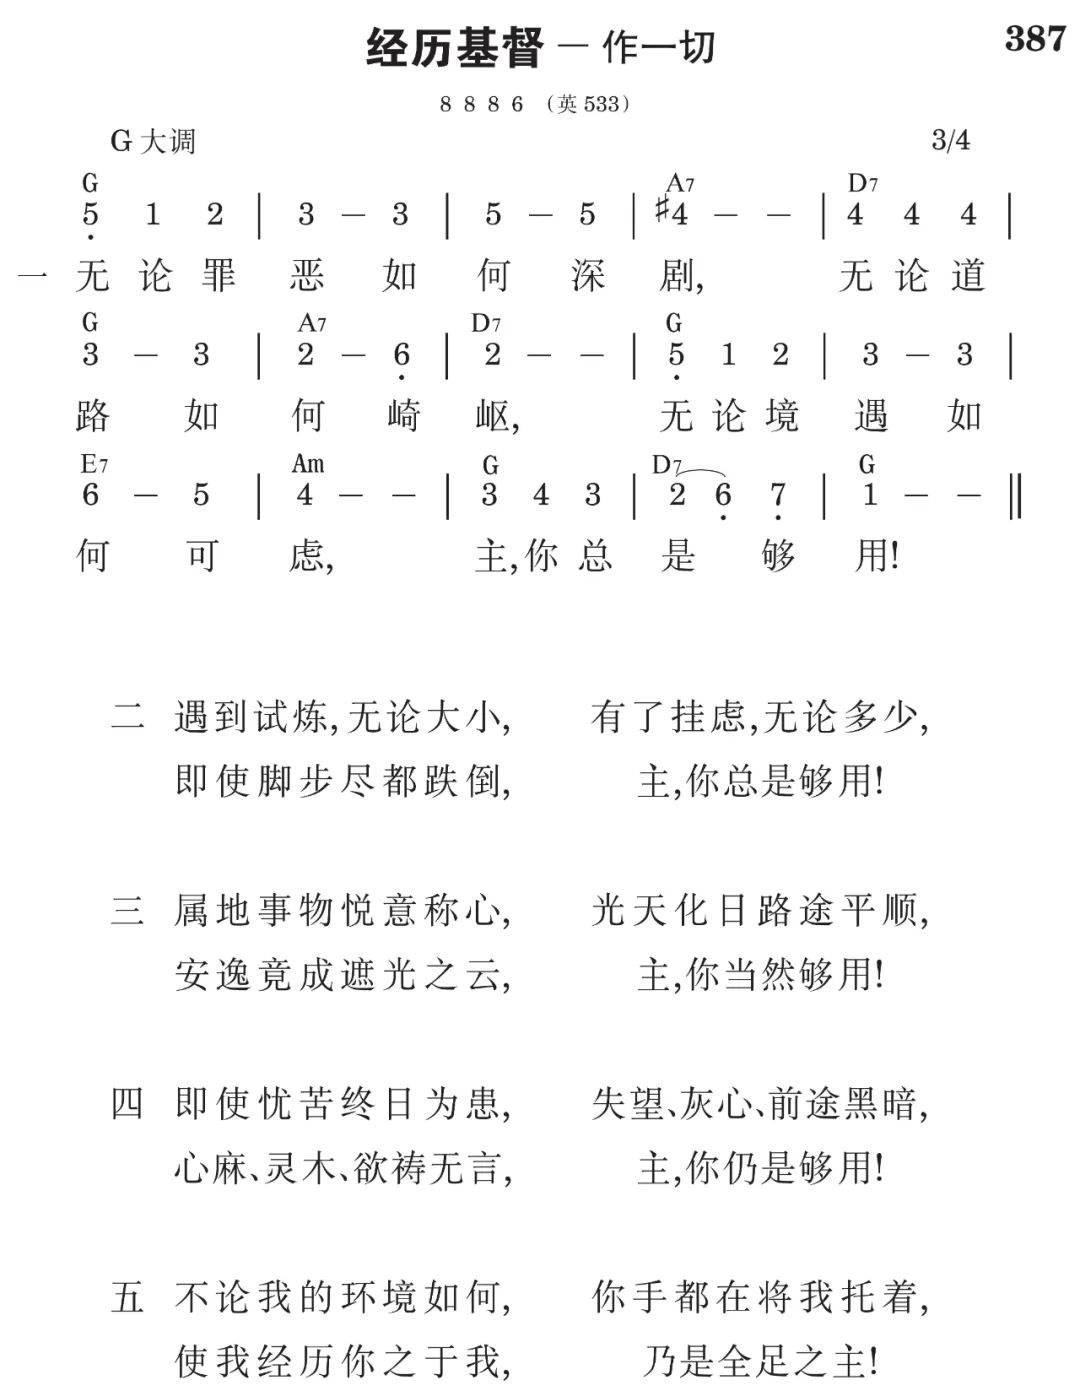 经历基督 — 作一切
387
8 8 8 6 （英 533）
G 大调 3/4
G A7 D7
5̣ 1 2 | 3 – 3 | 5 – 5 | ♯4 – – | 4 4 4 |
一 无 论 罪 恶 如 何 深 剧, 无 论 道
G A7 D7 G
3 – 3 | 2 – 6̣ | 2 – – | 5̣ 1 2 | 3 – 3 |
路 如 何 崎 岖, 无 论 境 遇 如
E7 Am G D7 G
6 – 5 | 4 – – | 3 4 3 | 2 6̣ 7̣ | 1 – – ‖
何 可 虑, 主,你 总 是 够 用!
二 遇到试炼,无论大小, 有了挂虑,无论多少,
即使脚步尽都跌倒, 主,你总是够用!
三 属地事物悦意称心, 光天化日路途平顺,
安逸竟成遮光之云, 主,你当然够用!
四 即使忧苦终日为患, 失望、灰心、前途黑暗,
心麻、灵木、欲祷无言, 主,你仍是够用!
五 不论我的环境如何, 你手都在将我托着,
使我经历你之于我, 乃是全足之主!